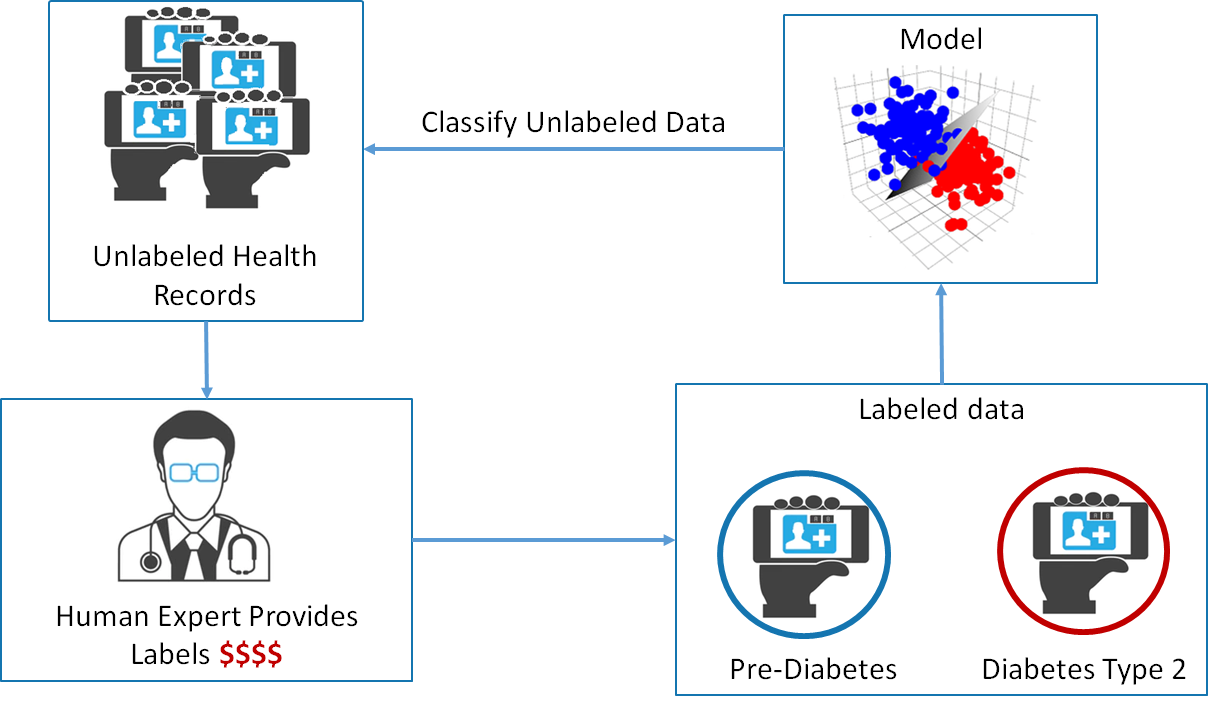 Unlabeled Health
Records
Classify Unlabeled Data
Model
Human Expert Provides
Labels $$$$
Labeled data
Pre-Diabetes
Diabetes Type 2